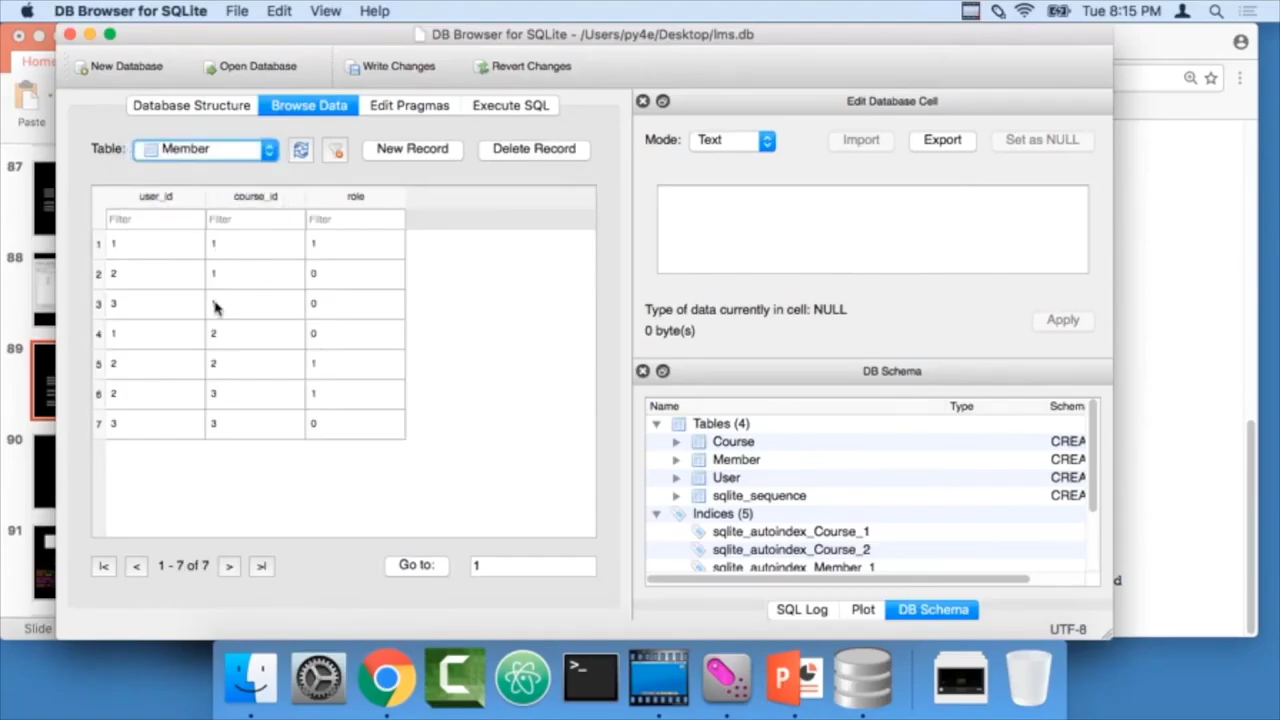 DB Browser for SQLite File Edit View Help Tue 8:15 PM
DB Browser for SQLite - /Users/py4e/Desktop/lms.db
Home
New Database Open Database Write Changes Revert Changes
Paste
Database Structure Browse Data Execute Pragmas Execute SQL
Edit Database Cell
Table: Member New Record Delete Record
Mode: Text Import Export Set as NULL
87
user_id course_id role
Filter Filter Filter
1 1 1 1
2 2 1 0
88
3 3 0
Type of data currently in cell: NULL
Apply
0 byte(s)
4 1 2 0
89
5 2 2 1
DB Schema
6 2 3 1
Name Type Schem
7 3 3 0
Tables (4)
90
Course CREA
Member CREA
User CREA
sqlite_sequence CREA
Indices (5)
91
sqlite_autoindex_Course_1
sqlite_autoindex_Course_2
sqlite_autoindex_Member_1
|< < 1 - 7 of 7 > >| Go to: 1
d
SQL Log Plot DB Schema
Slide
UTF-8
>_
C
P